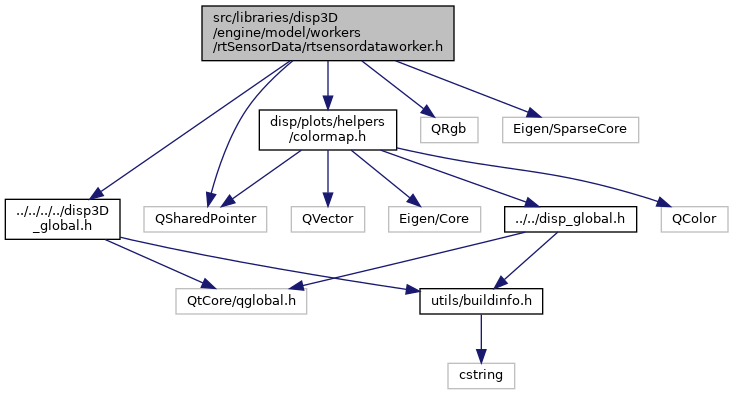 src/libraries/disp3D
/engine/model/workers
/rtSensorData/rtsensordataworker.h
disp/plots/helpers
/colormap.h
QRgb
Eigen/SparseCore
../../../../disp3D
_global.h
QSharedPointer
QVector
Eigen/Core
../../disp_global.h
QColor
QtCore/qglobal.h
utils/buildinfo.h
cstring